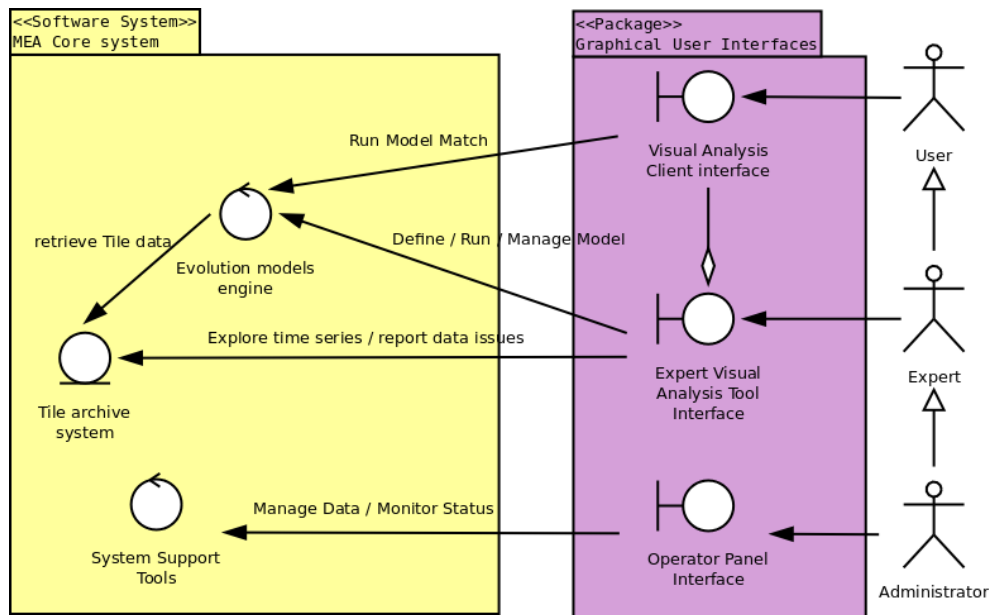 <<Software System>>
MEA Core system
<<Package>>
Graphical User Interfaces
Run Model Match
Visual Analysis
Client interface
User
retrieve Tile data
Define / Run / Manage Model
Evolution models
engine
Explore time series / report data issues
Expert Visual
Analysis Tool
Interface
Expert
Tile archive
system
Manage Data / Monitor Status
System Support
Tools
Operator Panel
Interface
Administrator